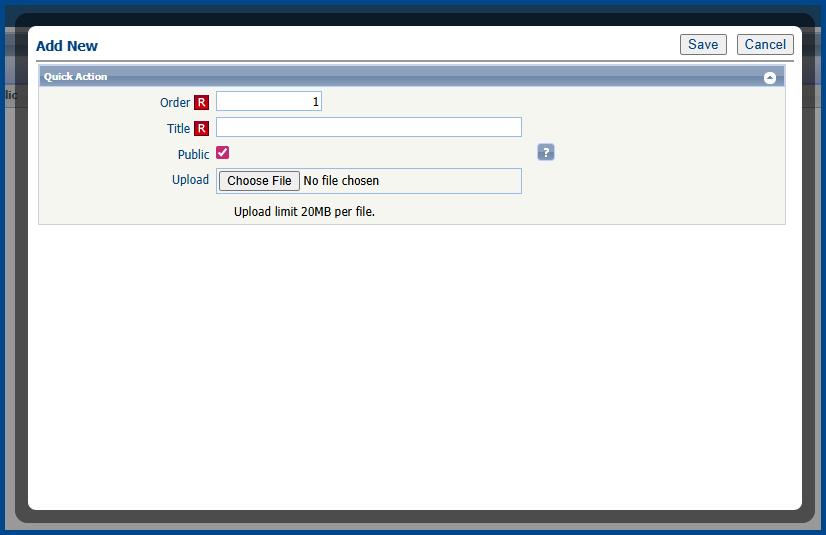 Add New
Save
Cancel
Quick Action
lic
Order R 1
Title R
Public
?
Upload Choose File No file chosen
Upload limit 20MB per file.